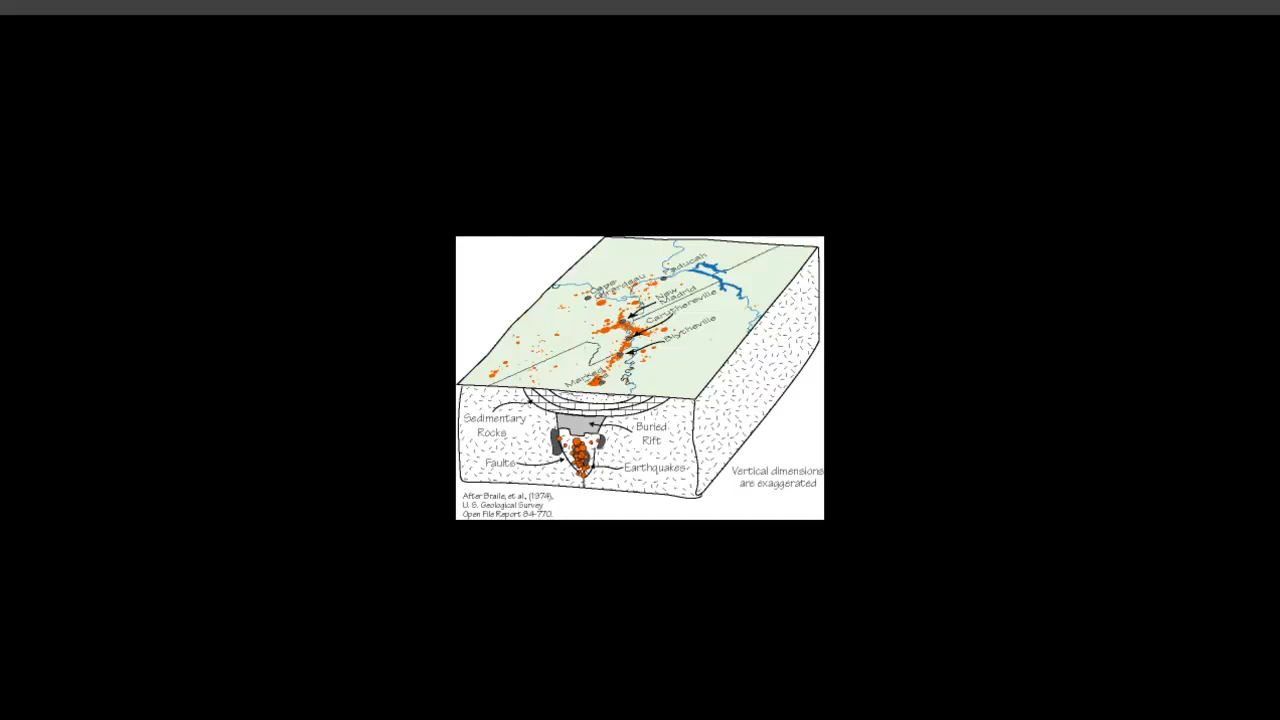 Paducah
Cape
Girardeau
New
Madrid
Caruthersville
Blytheville
Marked
Sedimentary
Rocks
Buried
Rift
Faults
Earthquakes
Vertical dimensions
are exaggerated
After Braile, et al., (1974),
U. S. Geological Survey
Open File Report 84-770.